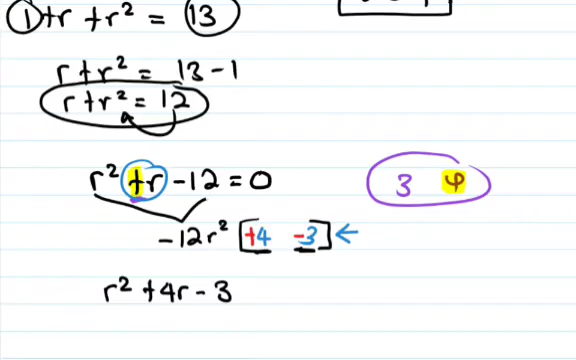 1 + r + r² = 13
r + r² = 13 - 1
r + r² = 12
r² + r - 12 = 0
3 4
-12r² [+4 -3] ←
r² + 4r - 3